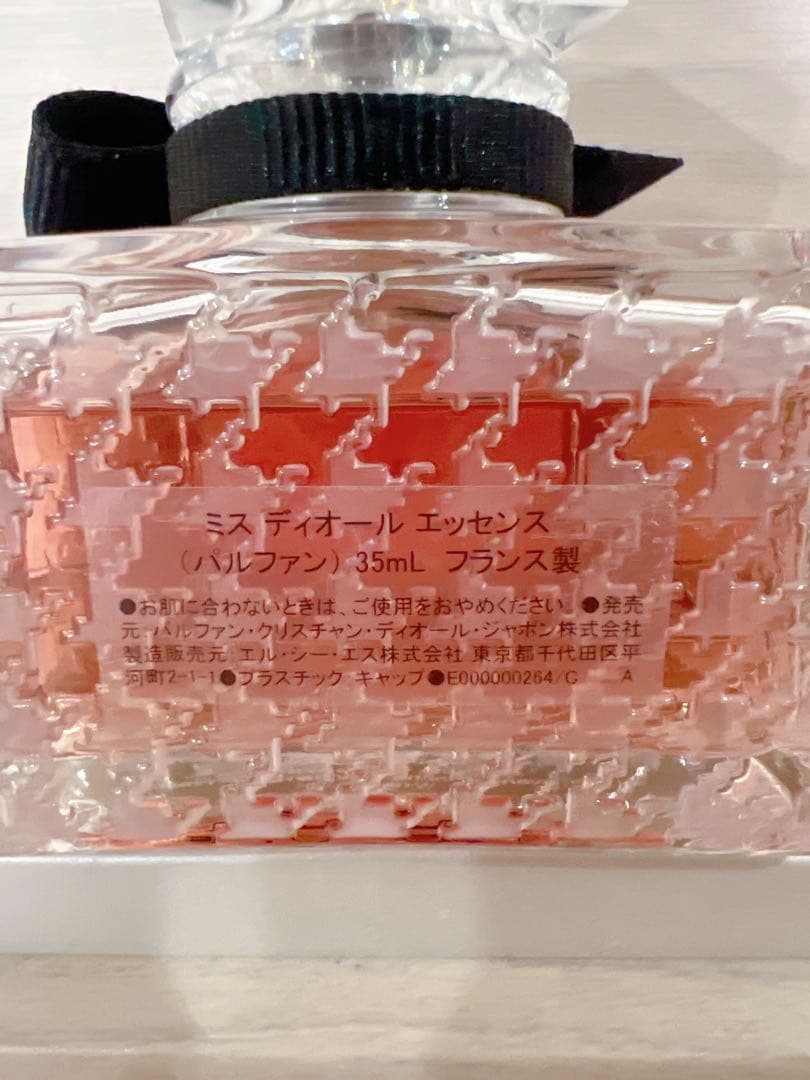 ミス ディオール エッセンス
（パルファン） 35mL フランス製
●お肌に合わないときは、ご使用をおやめください。●発売
元 パルファン・クリスチャン・ディオール・ジャポン株式会社
製造販売元 エル・シー・エス株式会社 東京都千代田区平
河町2-1-1●プラスチック キャップ●E000000264/G A